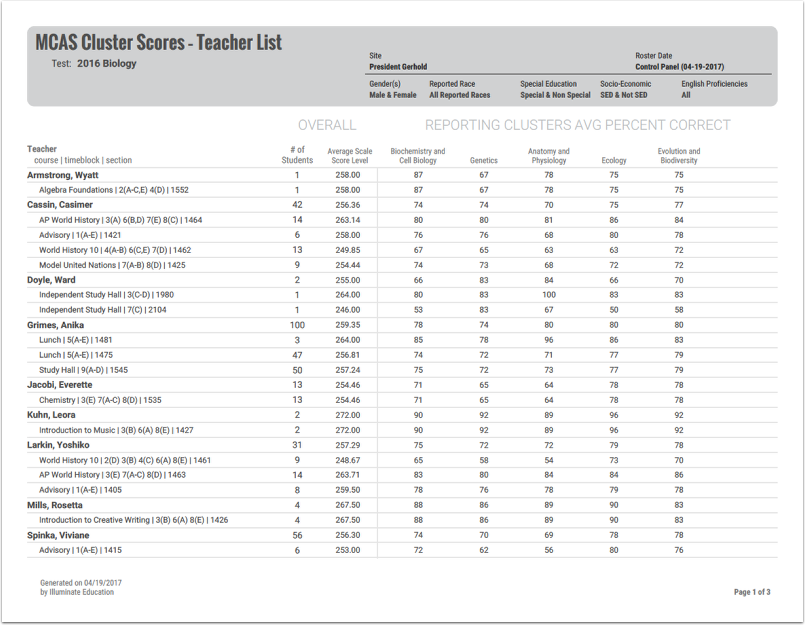 MCAS Cluster Scores - Teacher List
Test: 2016 Biology
Site Roster Date
President Gerhold Control Panel (04-19-2017)
Gender(s) Reported Race Special Education Socio-Economic English Proficiencies
Male & Female All Reported Races Special & Non Special SED & Not SED All
OVERALL REPORTING CLUSTERS AVG PERCENT CORRECT
Teacher # of Average Scale Biochemistry and Anatomy and Evolution and
course | timeblock | section Students Score Level Cell Biology Genetics Physiology Ecology Biodiversity
Armstrong, Wyatt 1 258.00 87 67 78 75 75
Algebra Foundations | 2(A-C,E) 4(D) | 1552 1 258.00 87 67 78 75 75
Cassin, Casimer 42 256.36 74 74 70 75 77
AP World History | 3(A) 6(B,D) 7(E) 8(C) | 1464 14 263.14 80 80 81 86 84
Advisory | 1(A-E) | 1421 6 258.00 76 76 68 80 78
World History 10 | 4(A-B) 6(C,E) 7(D) | 1462 13 249.85 67 65 63 63 72
Model United Nations | 7(A-B) 8(D) | 1425 9 254.44 74 73 68 72 72
Doyle, Ward 2 255.00 66 83 84 66 70
Independent Study Hall | 3(C-D) | 1980 1 264.00 80 83 100 83 83
Independent Study Hall | 7(C) | 2104 1 246.00 53 83 67 50 58
Grimes, Anika 100 259.35 78 74 80 80 80
Lunch | 5(A-E) | 1481 3 264.00 85 78 96 86 83
Lunch | 5(A-E) | 1475 47 256.81 74 72 71 77 79
Study Hall | 9(A-D) | 1545 50 257.24 75 72 73 77 79
Jacobi, Everette 13 254.46 71 65 64 78 78
Chemistry | 3(E) 7(A-C) 8(D) | 1535 13 254.46 71 65 64 78 78
Kuhn, Leora 2 272.00 90 92 89 96 92
Introduction to Music | 3(B) 6(A) 8(E) | 1427 2 272.00 90 92 89 96 92
Larkin, Yoshiko 31 257.29 75 72 72 79 78
World History 10 | 2(D) 3(B) 4(C) 6(A) 8(E) | 1461 9 248.67 65 58 54 73 70
AP World History | 3(E) 7(A-C) 8(D) | 1463 14 263.71 83 80 84 84 86
Advisory | 1(A-E) | 1405 8 259.50 78 76 78 79 78
Mills, Rosetta 4 267.50 88 86 89 90 83
Introduction to Creative Writing | 3(B) 6(A) 8(E) | 1426 4 267.50 88 86 89 90 83
Spinka, Viviane 56 256.30 74 70 69 78 78
Advisory | 1(A-E) | 1415 6 253.00 72 62 56 80 76
Generated on 04/19/2017
by Illuminate Education Page 1 of 3